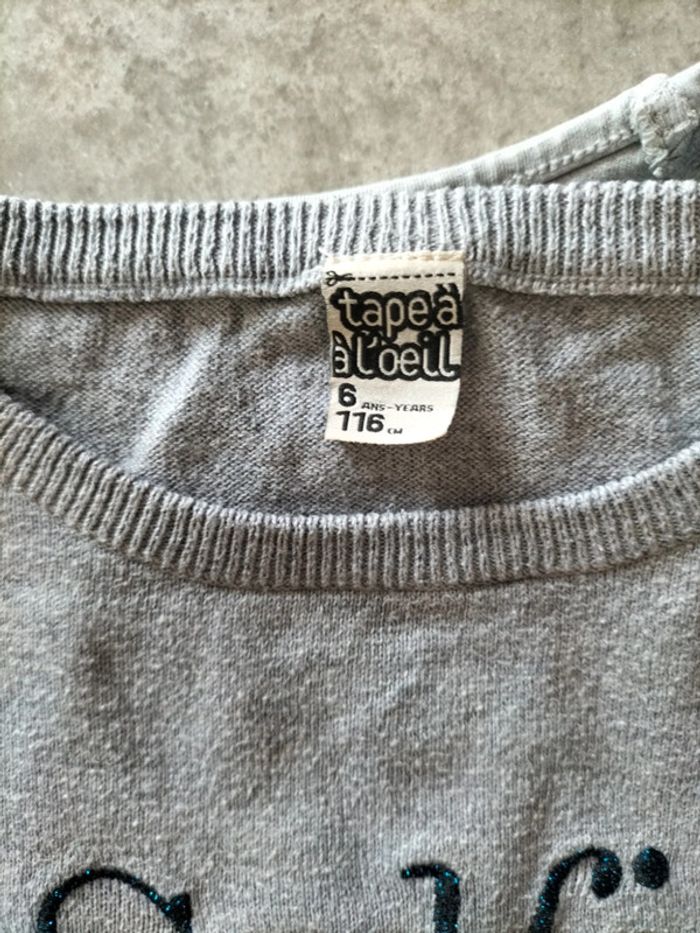 tape à
à l'oeil
6 ANS-YEARS
116 CM